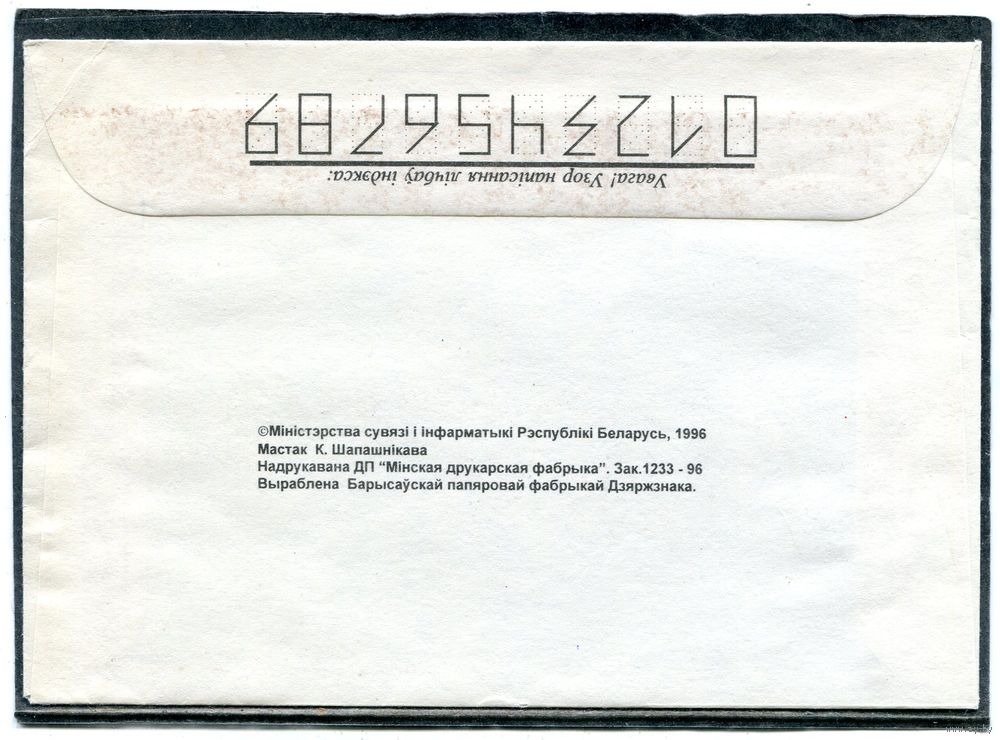 Увага! Узор напісання лічбаў індэкса:
0123456789
©Міністэрства сувязі і інфарматыкі Рэспублікі Беларусь, 1996
Мастак К. Шапашнікава
Надрукавана ДП “Мінская друкарская фабрыка”. Зак.1233 - 96
Выраблена Барысаўскай папяровай фабрыкай Дзяржзнака.